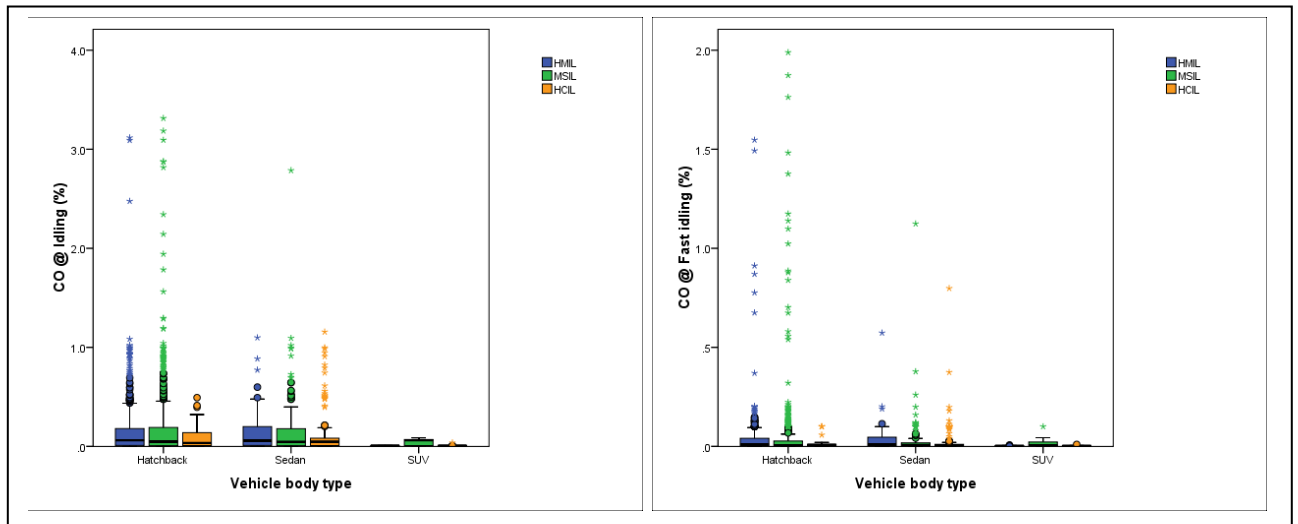 4.0
3.0
2.0
1.0
.0
CO @ Idling (%)
Hatchback
Sedan
SUV
Vehicle body type
HMIL
MSIL
HCIL
2.0
1.5
1.0
.5
.0
CO @ Fast idling (%)
Hatchback
Sedan
SUV
Vehicle body type
HMIL
MSIL
HCIL